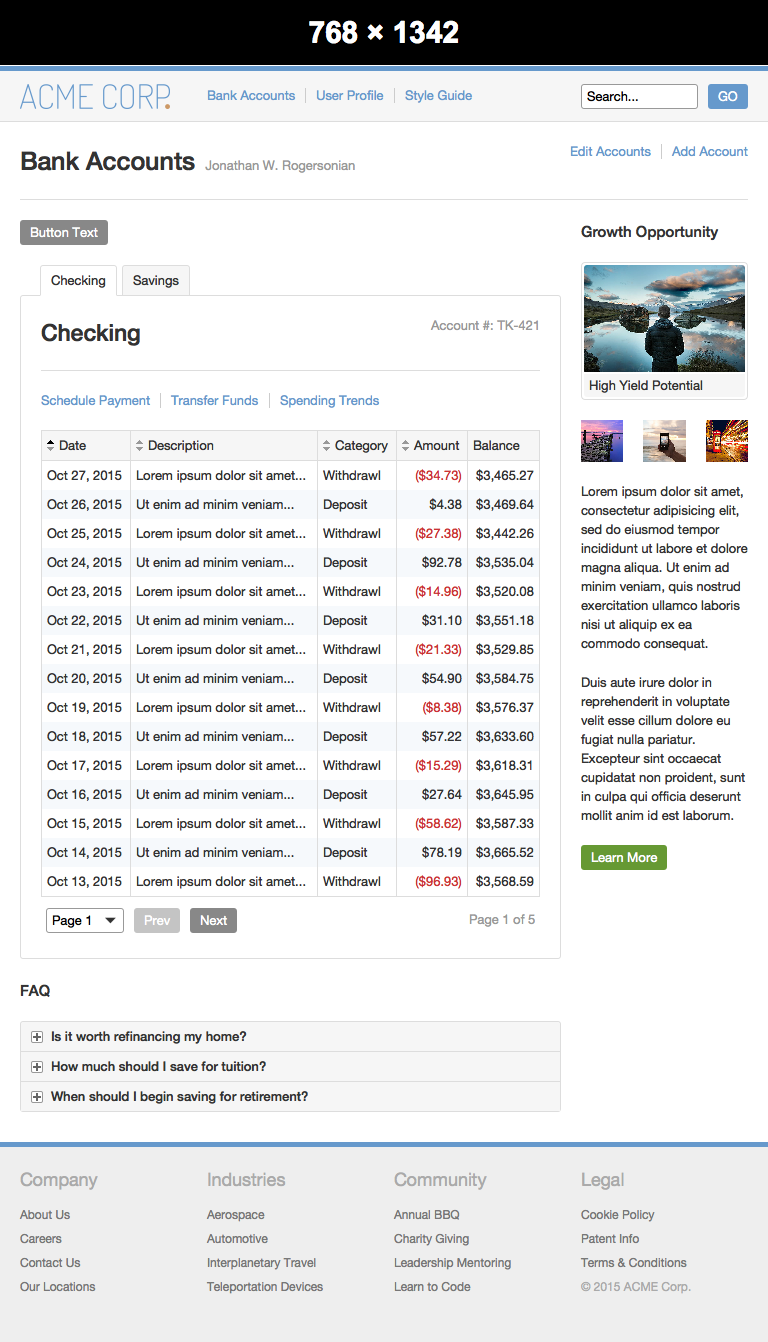 768 × 1342
ACME CORP.
Bank Accounts User Profile Style Guide
Search... GO
Bank Accounts Jonathan W. Rogersonian
Edit Accounts Add Account
Button Text
Checking Savings
Checking
Account #: TK-421
Schedule Payment Transfer Funds Spending Trends
Date Description Category Amount Balance
Oct 27, 2015 Lorem ipsum dolor sit amet... Withdrawl ($34.73) $3,465.27
Oct 26, 2015 Ut enim ad minim veniam... Deposit $4.38 $3,469.64
Oct 25, 2015 Lorem ipsum dolor sit amet... Withdrawl ($27.38) $3,442.26
Oct 24, 2015 Ut enim ad minim veniam... Deposit $92.78 $3,535.04
Oct 23, 2015 Lorem ipsum dolor sit amet... Withdrawl ($14.96) $3,520.08
Oct 22, 2015 Ut enim ad minim veniam... Deposit $31.10 $3,551.18
Oct 21, 2015 Lorem ipsum dolor sit amet... Withdrawl ($21.33) $3,529.85
Oct 20, 2015 Ut enim ad minim veniam... Deposit $54.90 $3,584.75
Oct 19, 2015 Lorem ipsum dolor sit amet... Withdrawl ($8.38) $3,576.37
Oct 18, 2015 Ut enim ad minim veniam... Deposit $57.22 $3,633.60
Oct 17, 2015 Lorem ipsum dolor sit amet... Withdrawl ($15.29) $3,618.31
Oct 16, 2015 Ut enim ad minim veniam... Deposit $27.64 $3,645.95
Oct 15, 2015 Lorem ipsum dolor sit amet... Withdrawl ($58.62) $3,587.33
Oct 14, 2015 Ut enim ad minim veniam... Deposit $78.19 $3,665.52
Oct 13, 2015 Lorem ipsum dolor sit amet... Withdrawl ($96.93) $3,568.59
Page 1 Prev Next Page 1 of 5
Growth Opportunity
High Yield Potential
Lorem ipsum dolor sit amet,
consectetur adipisicing elit,
sed do eiusmod tempor
incididunt ut labore et dolore
magna aliqua. Ut enim ad
minim veniam, quis nostrud
exercitation ullamco laboris
nisi ut aliquip ex ea
commodo consequat.
Duis aute irure dolor in
reprehenderit in voluptate
velit esse cillum dolore eu
fugiat nulla pariatur.
Excepteur sint occaecat
cupidatat non proident, sunt
in culpa qui officia deserunt
mollit anim id est laborum.
Learn More
FAQ
Is it worth refinancing my home?
How much should I save for tuition?
When should I begin saving for retirement?
Company
About Us
Careers
Contact Us
Our Locations
Industries
Aerospace
Automotive
Interplanetary Travel
Teleportation Devices
Community
Annual BBQ
Charity Giving
Leadership Mentoring
Learn to Code
Legal
Cookie Policy
Patent Info
Terms & Conditions
© 2015 ACME Corp.